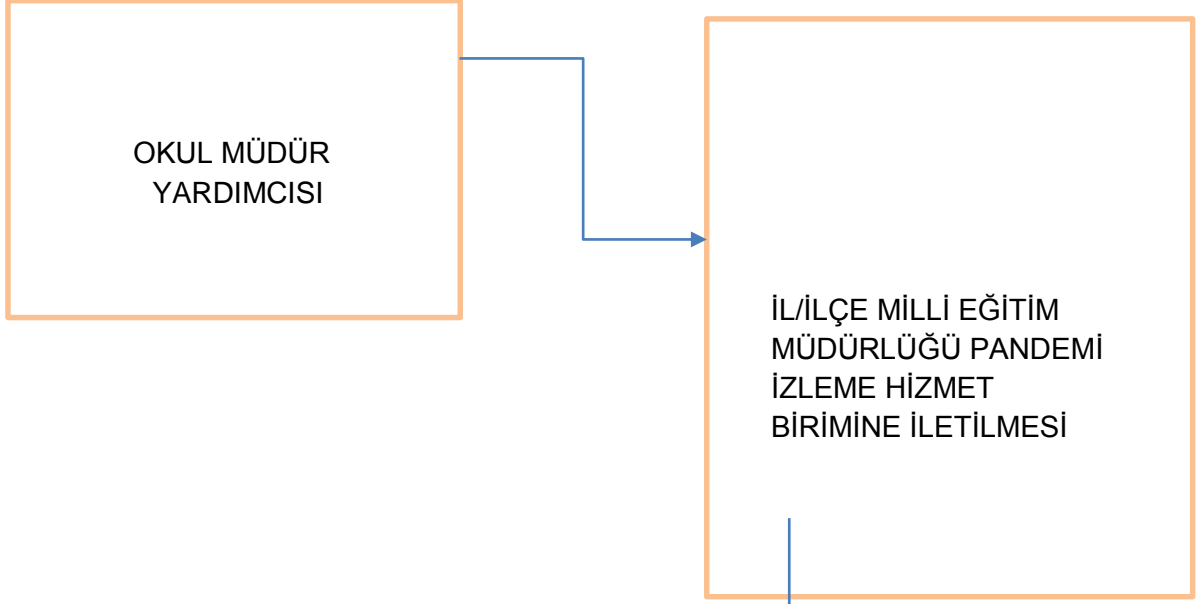 OKUL MÜDÜR
YARDIMCISI
İL/İLÇE MİLLİ EĞİTİM
MÜDÜRLÜĞÜ PANDEMİ
İZLEME HİZMET
BİRİMİNE İLETİLMESİ